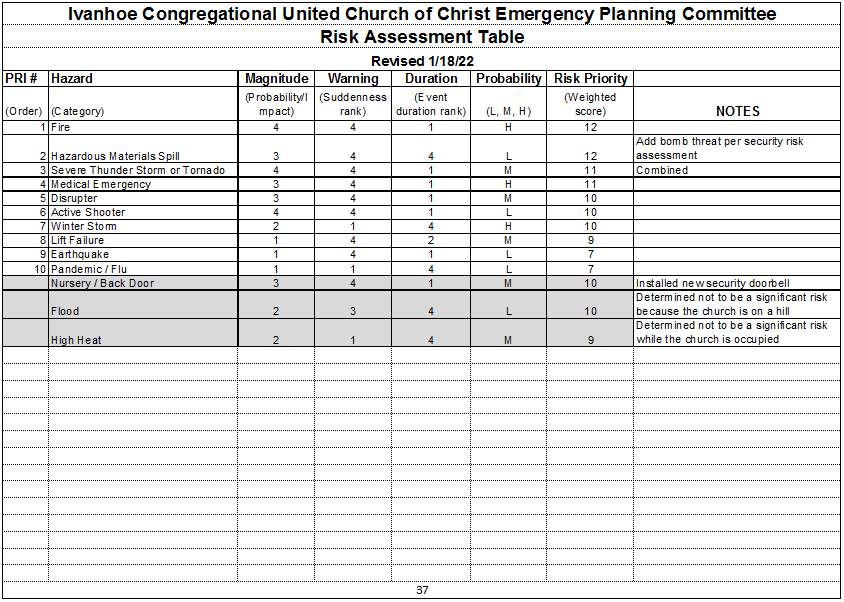 Ivanhoe Congregational United Church of Christ Emergency Planning Committee
Risk Assessment Table
Revised 1/18/22
PRI # Hazard Magnitude Warning Duration Probability Risk Priority
(Order) (Category) (Probability/Impact) (Suddenness rank) (Event duration rank) (L, M, H) (Weighted score) NOTES
1 Fire 4 4 1 H 12
2 Hazardous Materials Spill 3 4 4 L 12 Add bomb threat per security risk assessment
3 Severe Thunder Storm or Tornado 4 4 1 M 11 Combined
4 Medical Emergency 3 4 1 H 11
5 Disrupter 3 4 1 M 10
6 Active Shooter 4 4 1 L 10
7 Winter Storm 2 1 4 H 10
8 Lift Failure 1 4 2 M 9
9 Earthquake 1 4 1 L 7
10 Pandemic / Flu 1 1 4 L 7
Nursery / Back Door 3 4 1 M 10 Installed new security doorbell
Flood 2 3 4 L 10 Determined not to be a significant risk because the church is on a hill
High Heat 2 1 4 M 9 Determined not to be a significant risk while the church is occupied
37